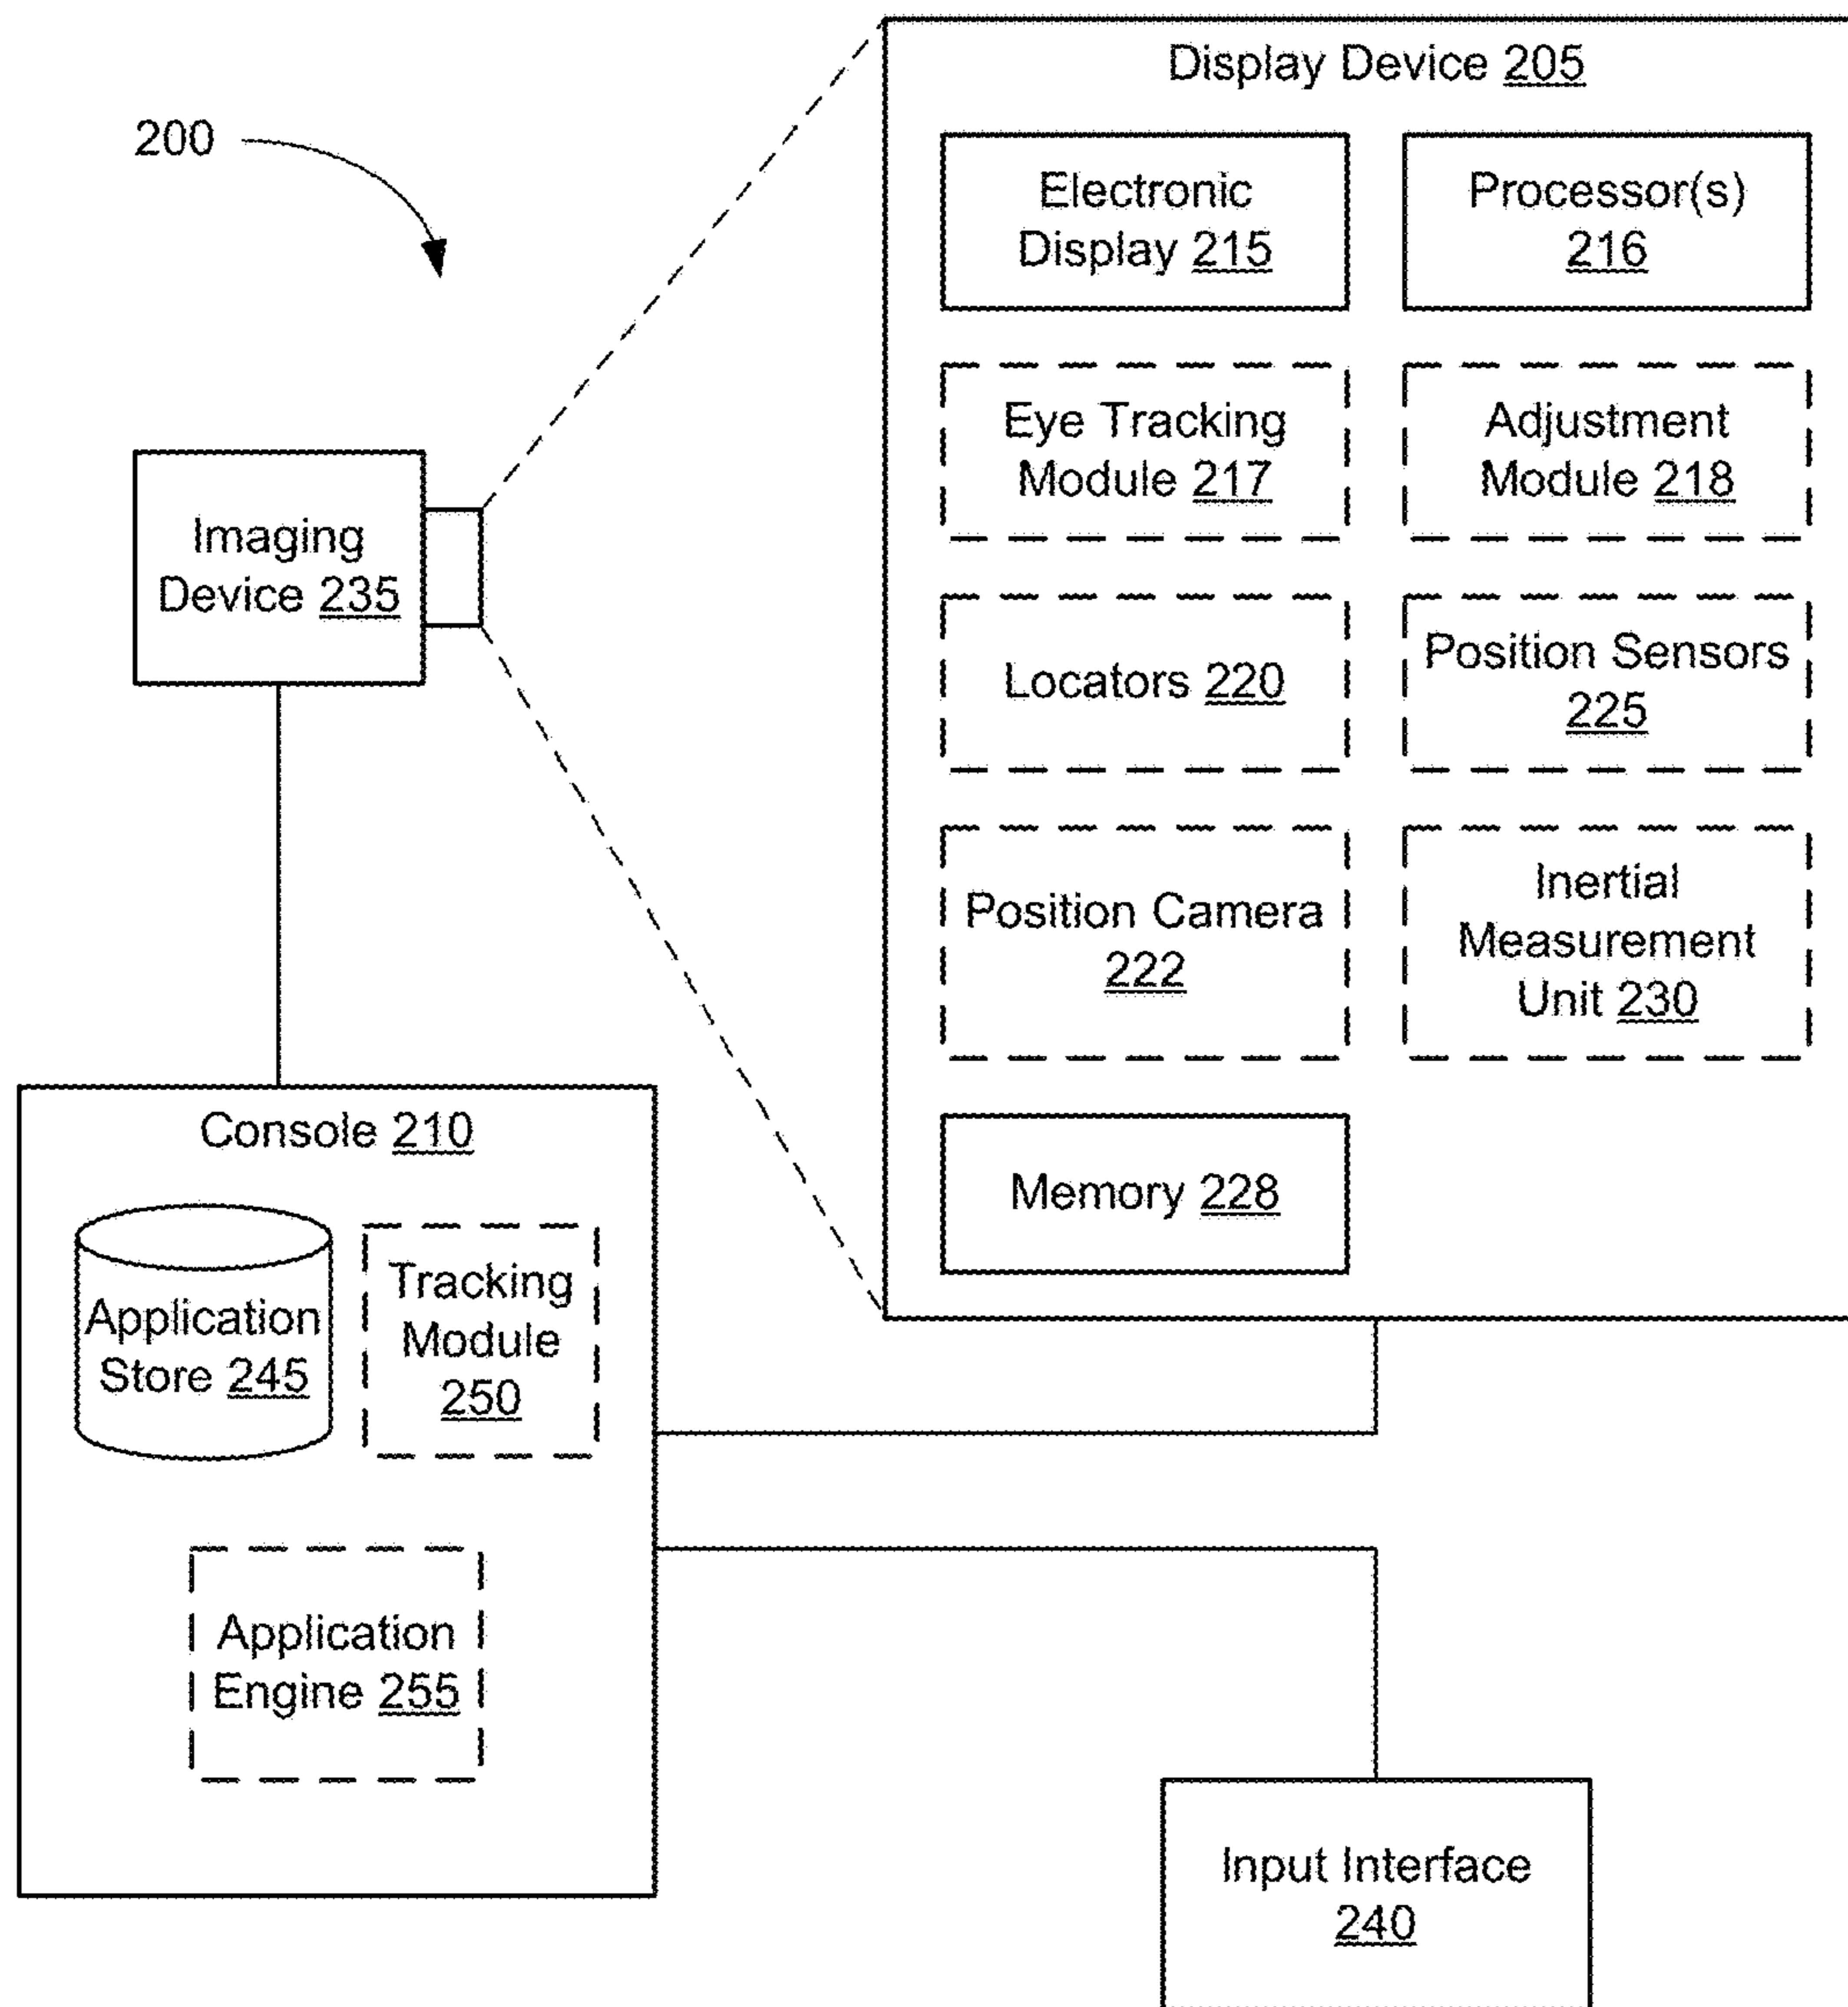 200
Display Device 205
Electronic
Display 215
Processor(s)
216
Eye Tracking
Module 217
Adjustment
Module 218
Locators 220
Position Sensors
225
Position Camera
222
Inertial
Measurement
Unit 230
Memory 228
Imaging
Device 235
Console 210
Application
Store 245
Tracking
Module
250
Application
Engine 255
Input Interface
240